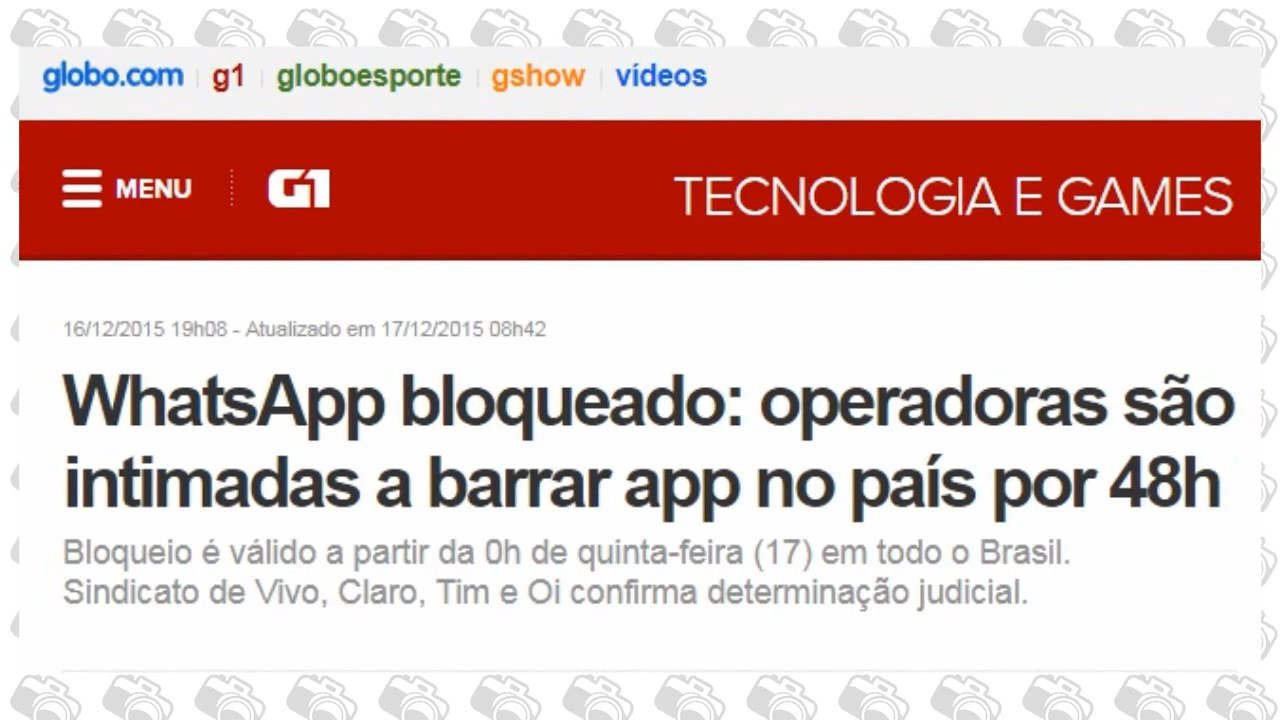 globo.com g1 globoesporte gshow vídeos
MENU G1 TECNOLOGIA E GAMES
16/12/2015 19h08 - Atualizado em 17/12/2015 08h42
WhatsApp bloqueado: operadoras são
intimadas a barrar app no país por 48h
Bloqueio é válido a partir da 0h de quinta-feira (17) em todo o Brasil.
Sindicato de Vivo, Claro, Tim e Oi confirma determinação judicial.